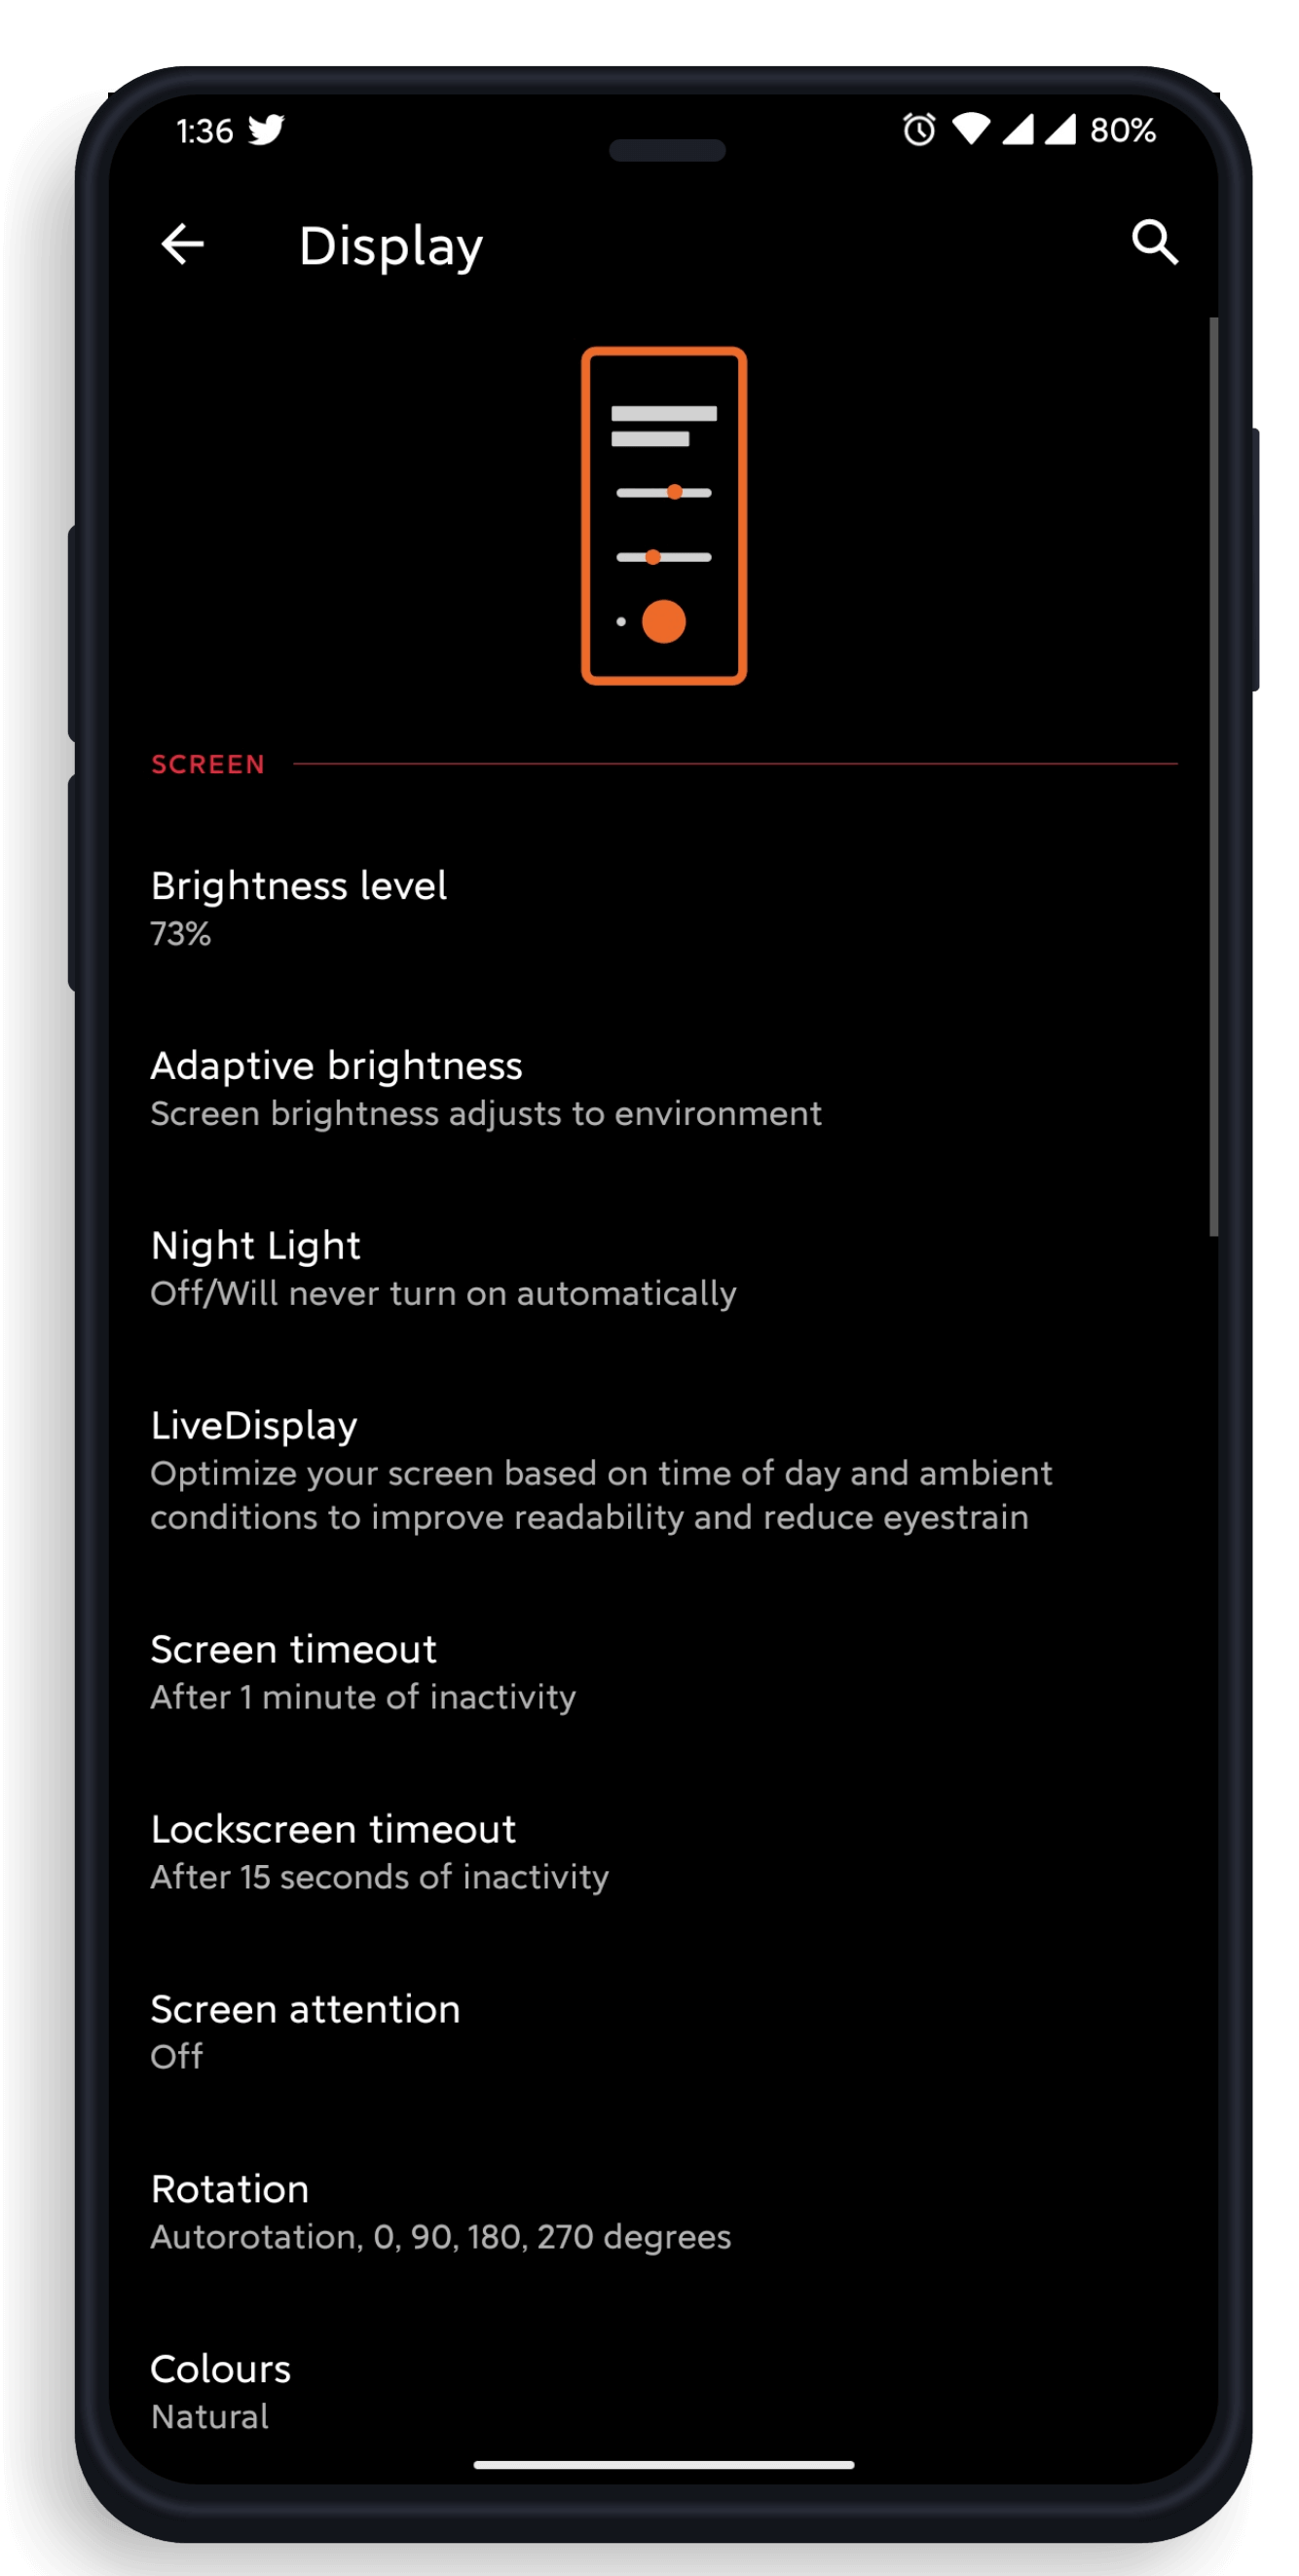 1:36 80%
Display
SCREEN
Brightness level
73%
Adaptive brightness
Screen brightness adjusts to environment
Night Light
Off/Will never turn on automatically
LiveDisplay
Optimize your screen based on time of day and ambient
conditions to improve readability and reduce eyestrain
Screen timeout
After 1 minute of inactivity
Lockscreen timeout
After 15 seconds of inactivity
Screen attention
Off
Rotation
Autorotation, 0, 90, 180, 270 degrees
Colours
Natural